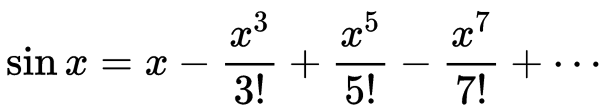 sin x = x − x³/3! + x⁵/5! − x⁷/7! + ⋯